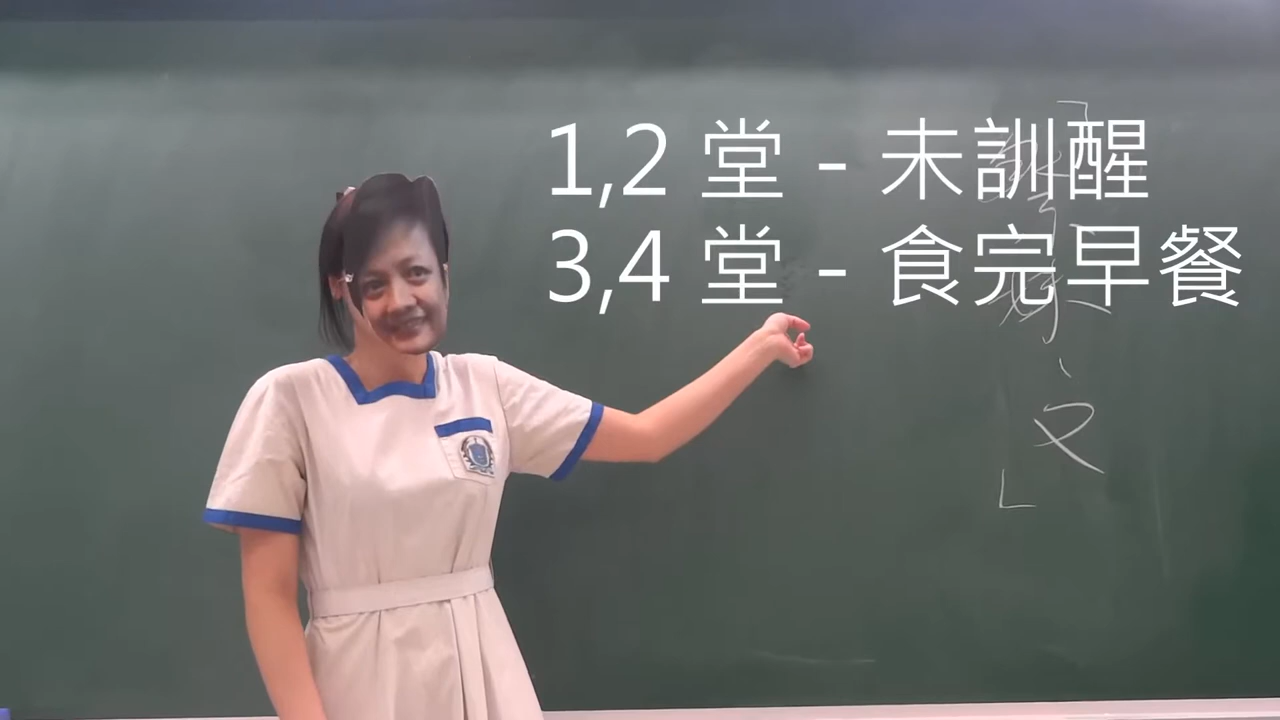 1,2 堂 - 未訓醒
3,4 堂 - 食完早餐